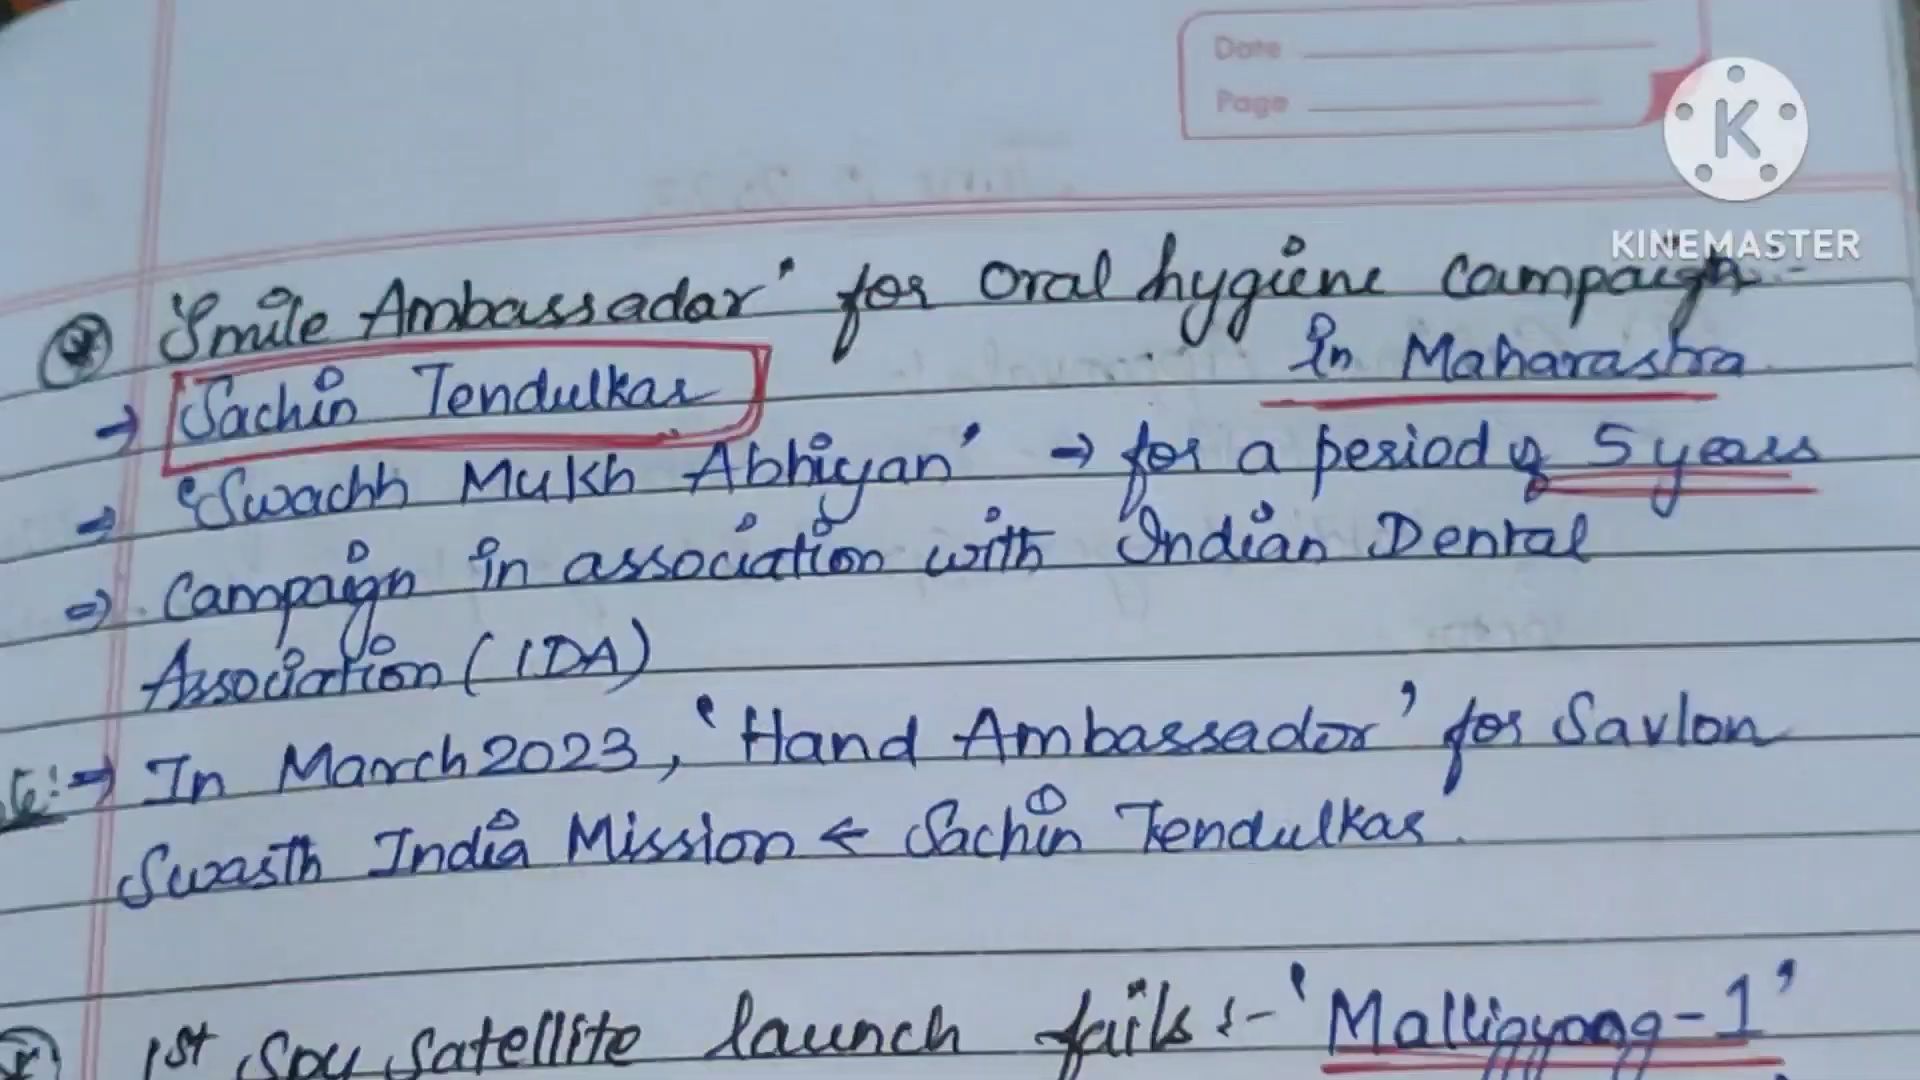 Date
Page
KINEMASTER
'Smile Ambassadar' for oral hygiene campaign:-
in Maharastra
→ Sachin Tendulkar
→ 'Swachh Mukh Abhiyan' → for a period of 5 years
⇒ Campaign in association with Indian Dental
Association (IDA)
⇒ In March 2023, 'Hand Ambassador' for Savlon
Swasth India Mission ← Sachin Tendulkar.
1st Spy Satellite launch fails :- 'Malligyong-1'